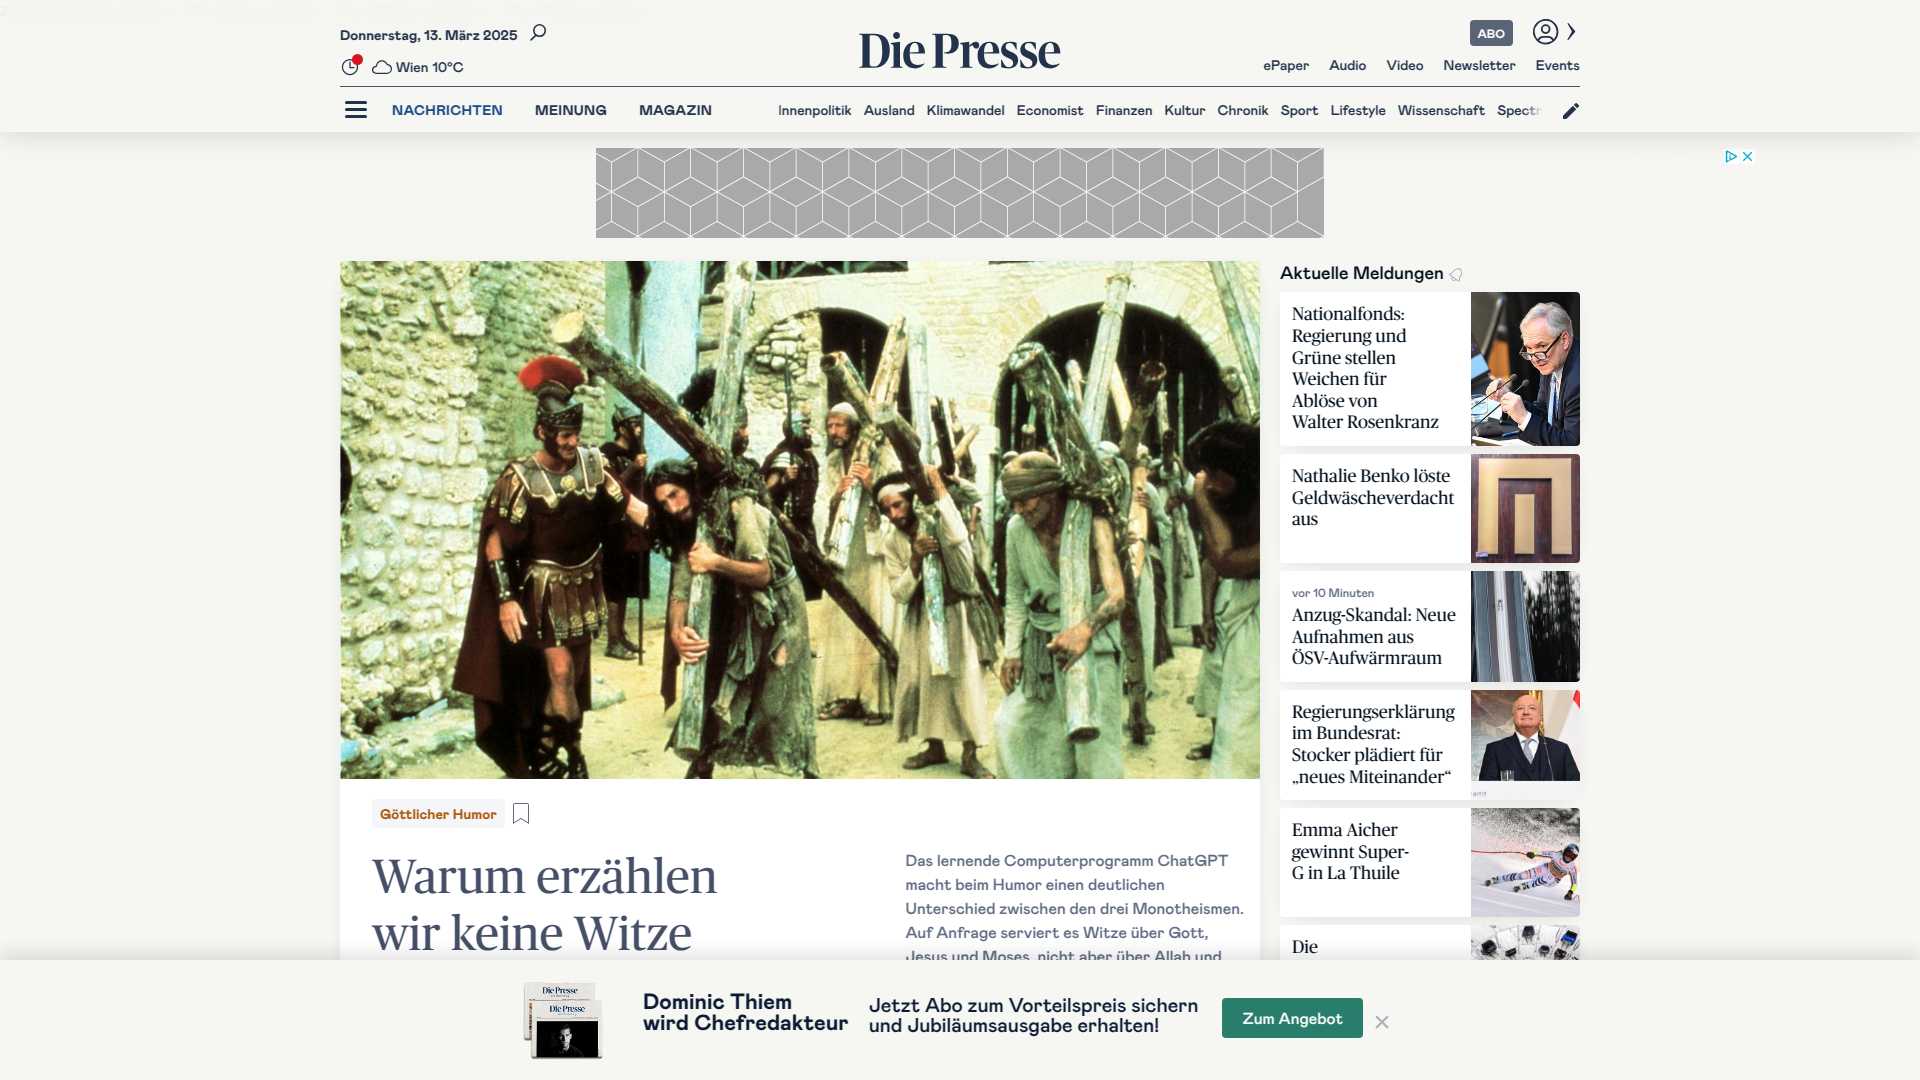 Donnerstag, 13. März 2025
Wien 10°C
Die Presse
ABO
ePaper Audio Video Newsletter Events
NACHRICHTEN MEINUNG MAGAZIN
Innenpolitik Ausland Klimawandel Economist Finanzen Kultur Chronik Sport Lifestyle Wissenschaft Spectr
Göttlicher Humor
Warum erzählen
wir keine Witze
Das lernende Computerprogramm ChatGPT
macht beim Humor einen deutlichen
Unterschied zwischen den drei Monotheismen.
Auf Anfrage serviert es Witze über Gott,
Jesus und Moses, nicht aber über Allah und
Aktuelle Meldungen
Nationalfonds:
Regierung und
Grüne stellen
Weichen für
Ablöse von
Walter Rosenkranz
Nathalie Benko löste
Geldwäscheverdacht
aus
vor 10 Minuten
Anzug-Skandal: Neue
Aufnahmen aus
ÖSV-Aufwärmraum
Regierungserklärung
im Bundesrat:
Stocker plädiert für
„neues Miteinander“
Emma Aicher
gewinnt Super-
G in La Thuile
Die
Die Presse
Die Presse
Dominic Thiem
wird Chefredakteur
Jetzt Abo zum Vorteilspreis sichern
und Jubiläumsausgabe erhalten!
Zum Angebot